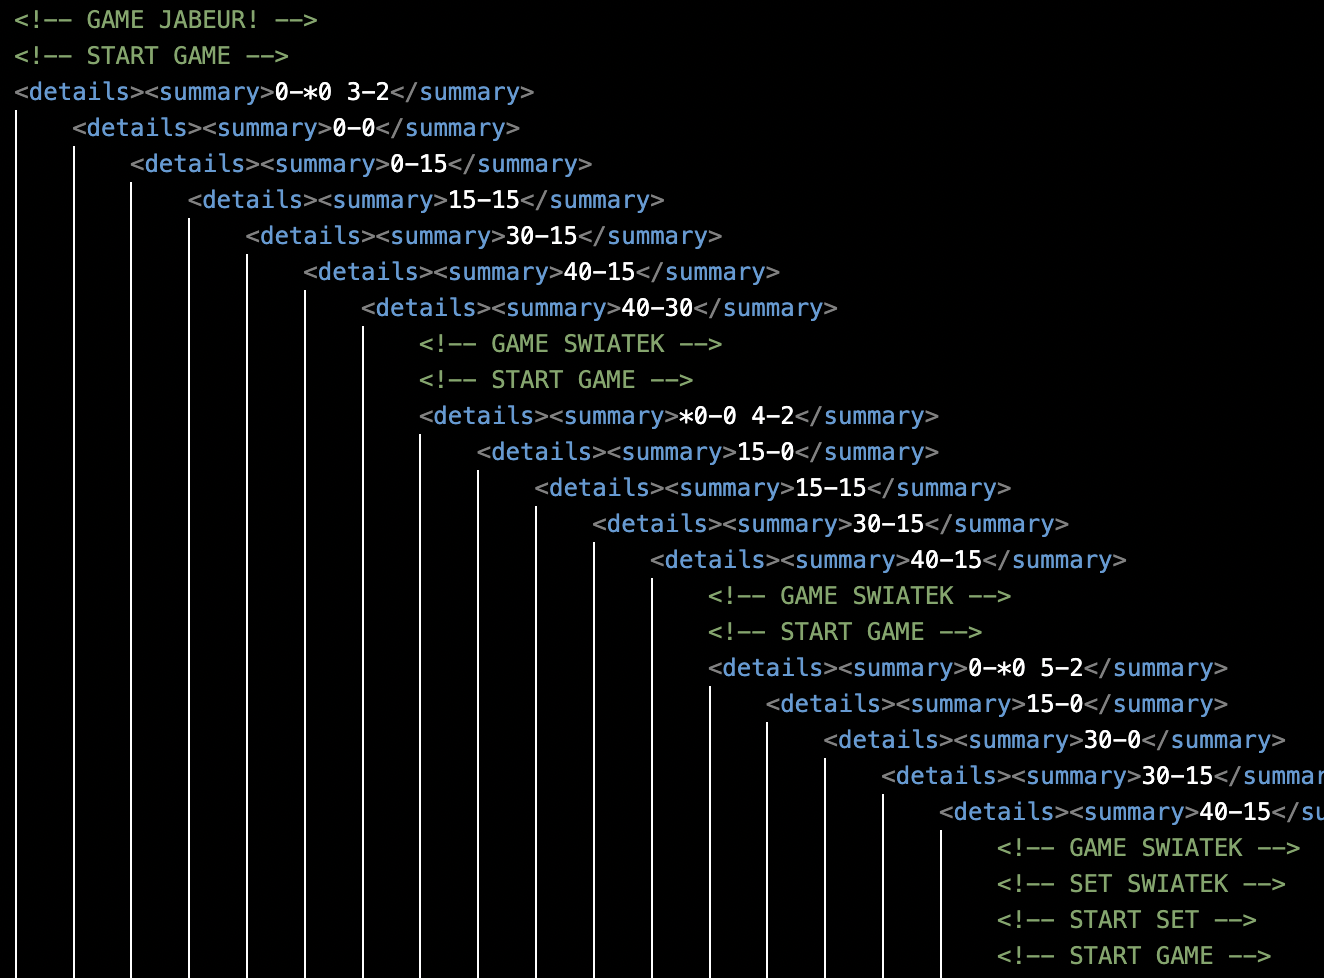 <!-- GAME JABEUR! -->
<!-- START GAME -->
<details><summary>0-*0 3-2</summary>
<details><summary>0-0</summary>
<details><summary>0-15</summary>
<details><summary>15-15</summary>
<details><summary>30-15</summary>
<details><summary>40-15</summary>
<details><summary>40-30</summary>
<!-- GAME SWIATEK -->
<!-- START GAME -->
<details><summary>*0-0 4-2</summary>
<details><summary>15-0</summary>
<details><summary>15-15</summary>
<details><summary>30-15</summary>
<details><summary>40-15</summary>
<!-- GAME SWIATEK -->
<!-- START GAME -->
<details><summary>0-*0 5-2</summary>
<details><summary>15-0</summary>
<details><summary>30-0</summary>
<details><summary>30-15</summar
<details><summary>40-15</su
<!-- GAME SWIATEK -->
<!-- SET SWIATEK -->
<!-- START SET -->
<!-- START GAME -->